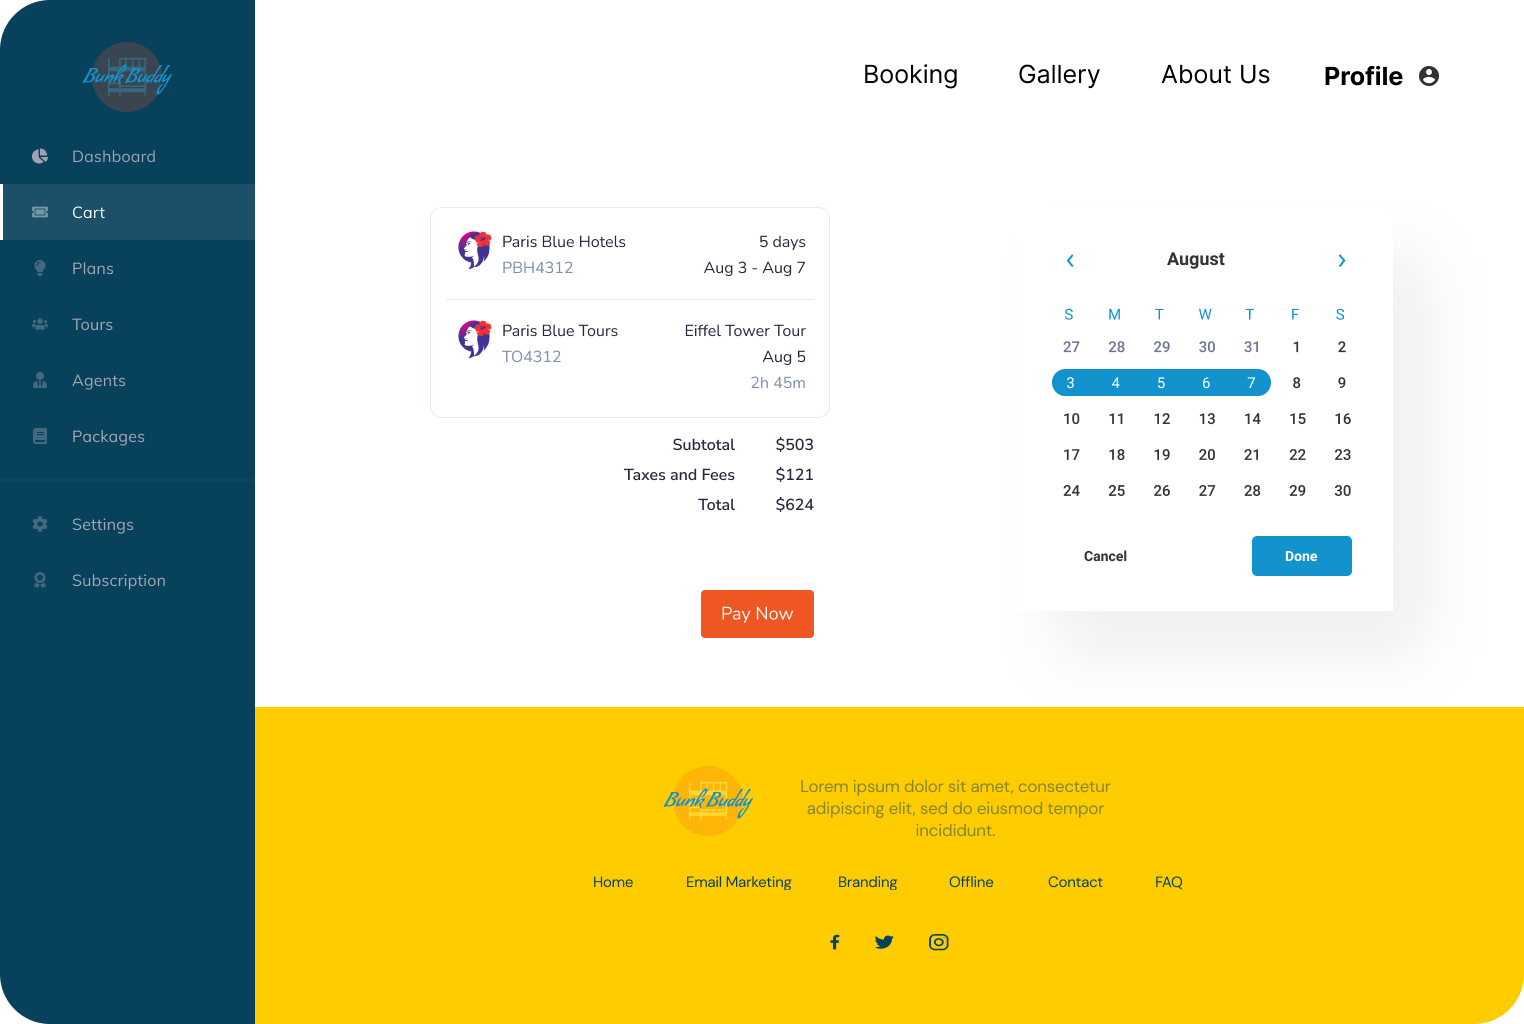 Bunk Buddy
Dashboard
Cart
Plans
Tours
Agents
Packages
Settings
Subscription
Booking Gallery About Us Profile
Paris Blue Hotels 5 days
PBH4312 Aug 3 - Aug 7
Paris Blue Tours Eiffel Tower Tour
TO4312 Aug 5
2h 45m
Subtotal $503
Taxes and Fees $121
Total $624
Pay Now
August
S M T W T F S
27 28 29 30 31 1 2
3 4 5 6 7 8 9
10 11 12 13 14 15 16
17 18 19 20 21 22 23
24 25 26 27 28 29 30
Cancel Done
Bunk Buddy
Lorem ipsum dolor sit amet, consectetur
adipiscing elit, sed do eiusmod tempor
incididunt.
Home Email Marketing Branding Offline Contact FAQ